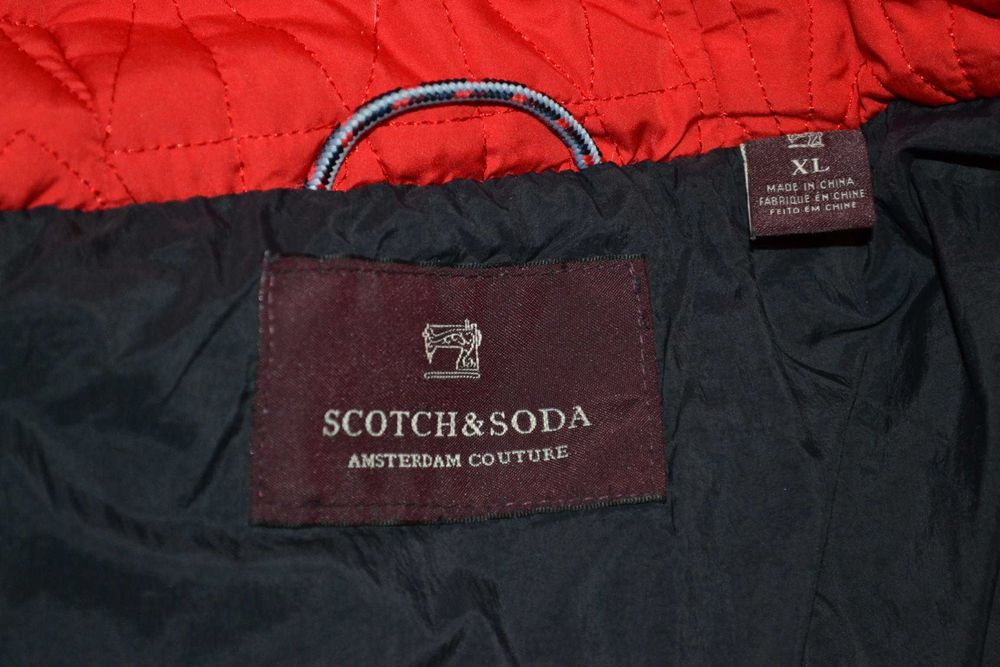 XL
MADE IN CHINA
FABRIQUE EN CHINE
FEITO EM CHINE
SCOTCH & SODA
AMSTERDAM COUTURE